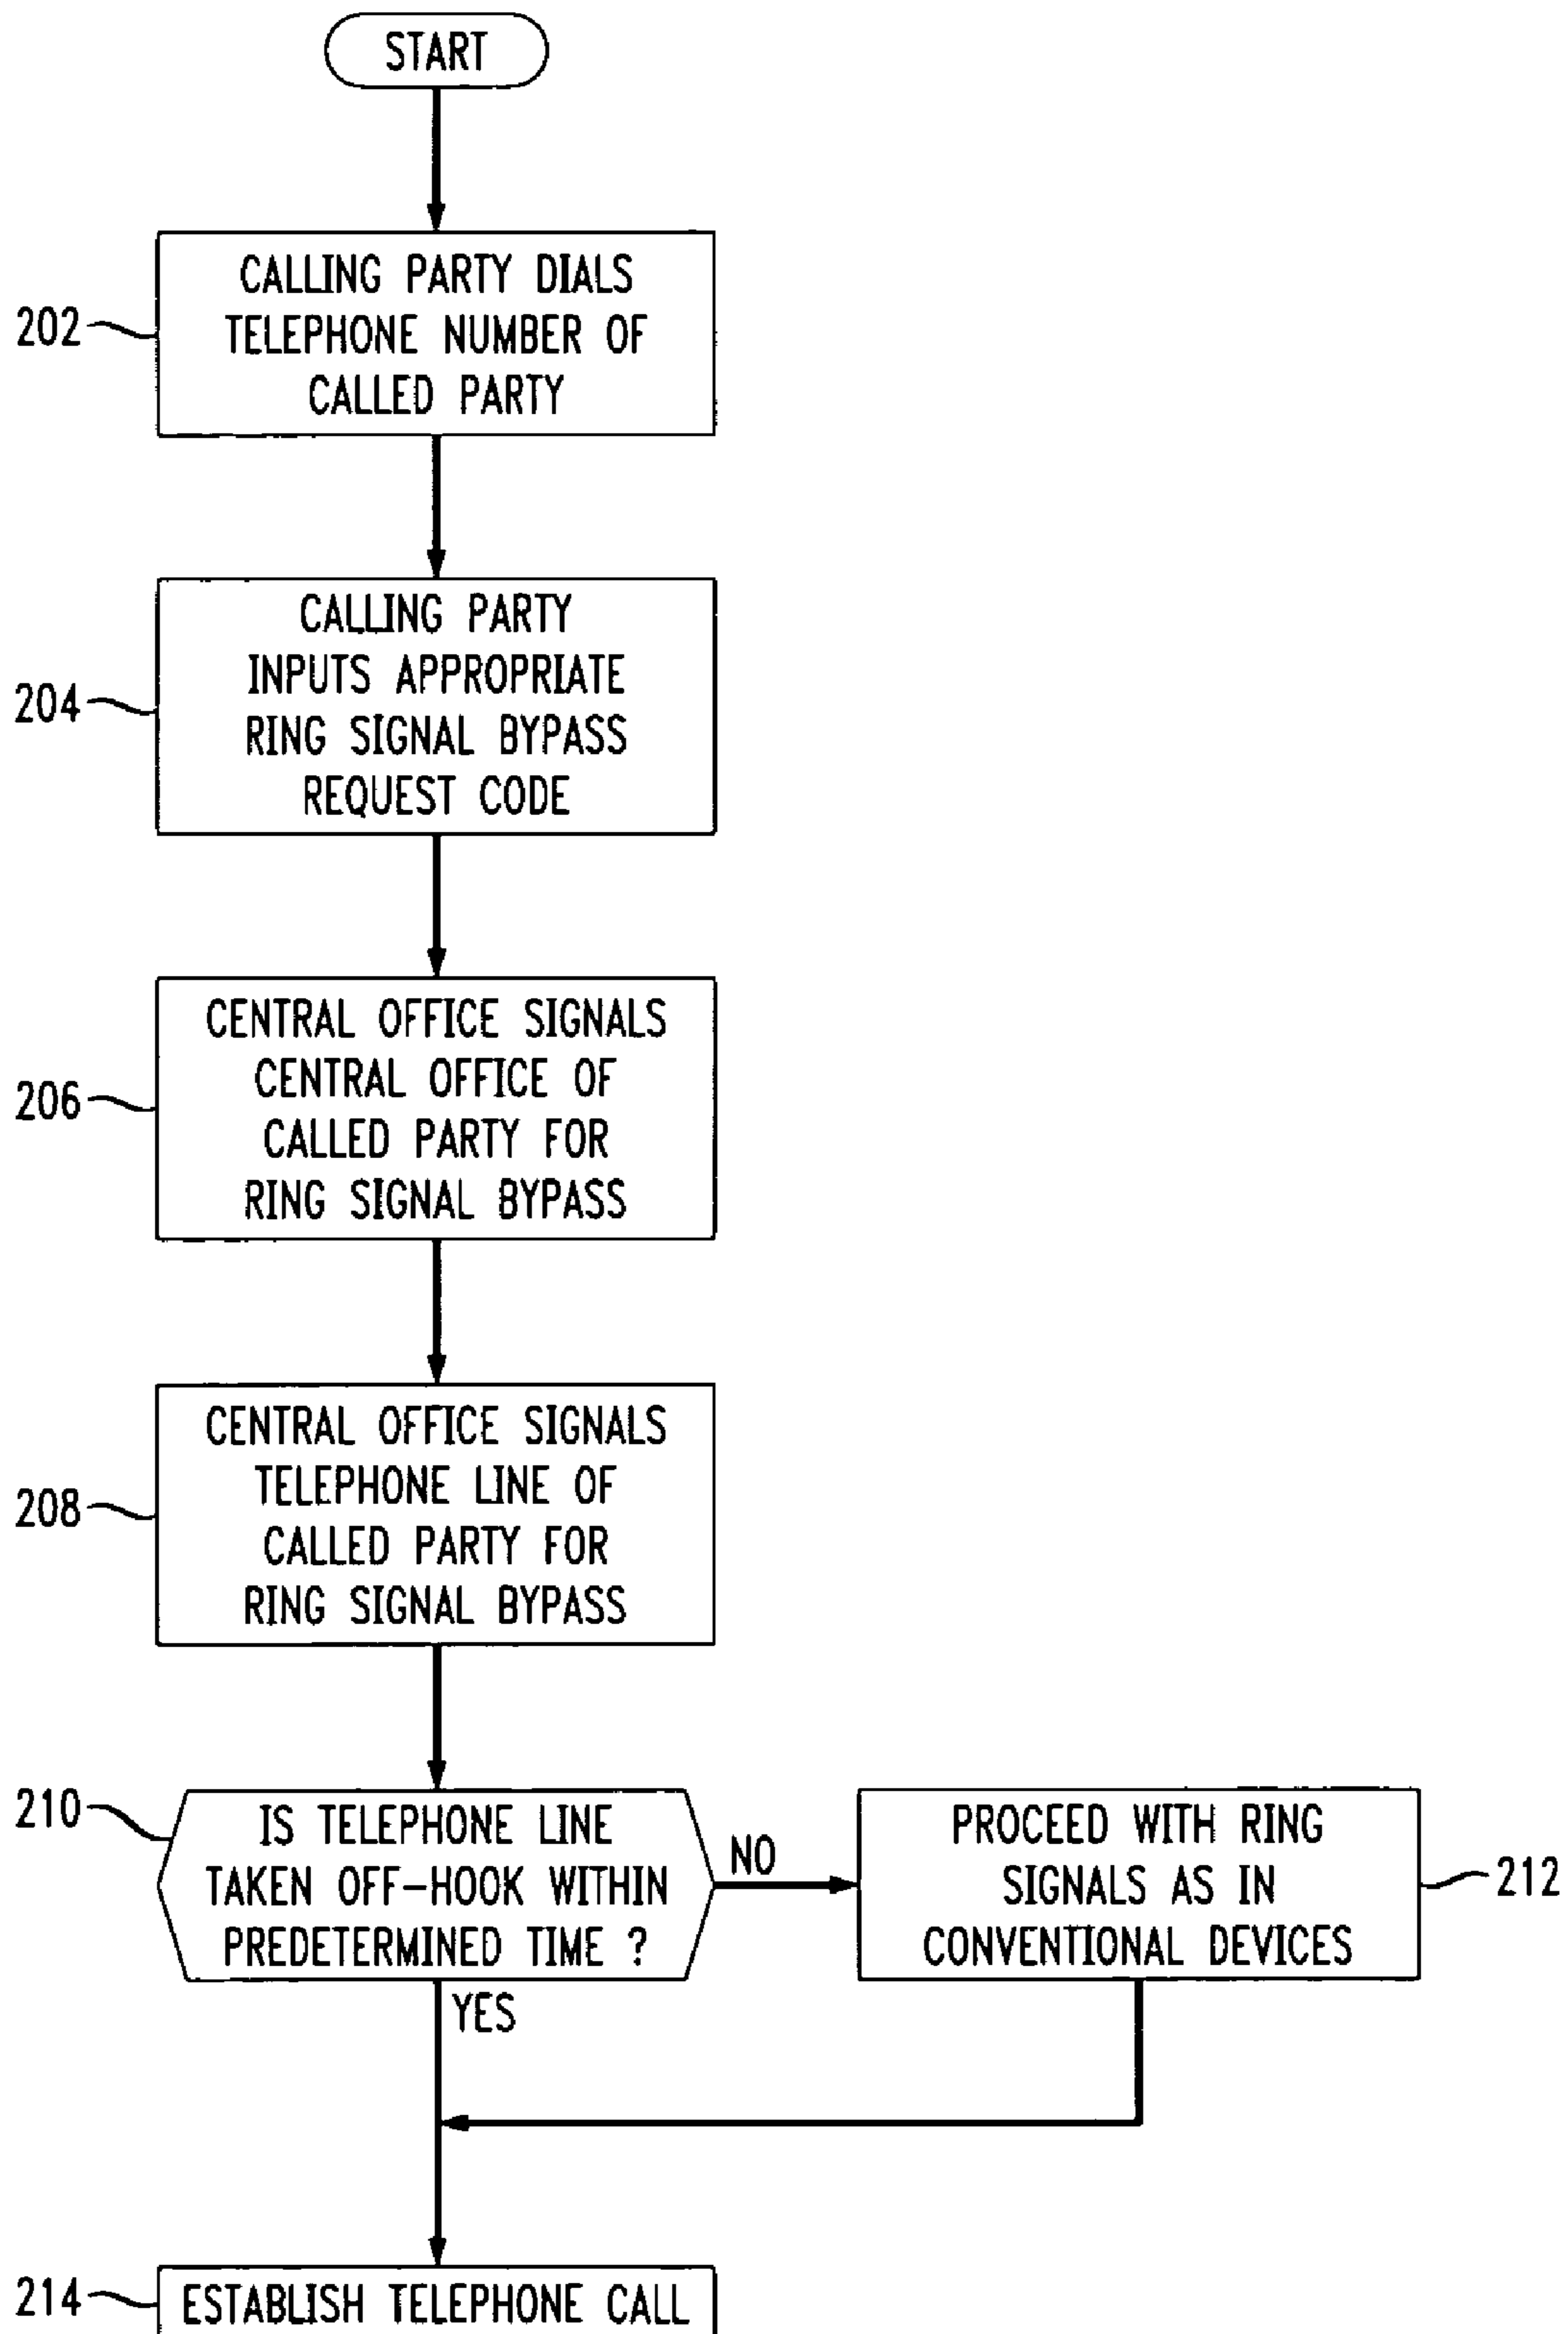 START
202
CALLING PARTY DIALS
TELEPHONE NUMBER OF
CALLED PARTY
204
CALLING PARTY
INPUTS APPROPRIATE
RING SIGNAL BYPASS
REQUEST CODE
206
CENTRAL OFFICE SIGNALS
CENTRAL OFFICE OF
CALLED PARTY FOR
RING SIGNAL BYPASS
208
CENTRAL OFFICE SIGNALS
TELEPHONE LINE OF
CALLED PARTY FOR
RING SIGNAL BYPASS
210
IS TELEPHONE LINE
TAKEN OFF-HOOK WITHIN
PREDETERMINED TIME ?
NO
PROCEED WITH RING
SIGNALS AS IN
CONVENTIONAL DEVICES
212
YES
214
ESTABLISH TELEPHONE CALL